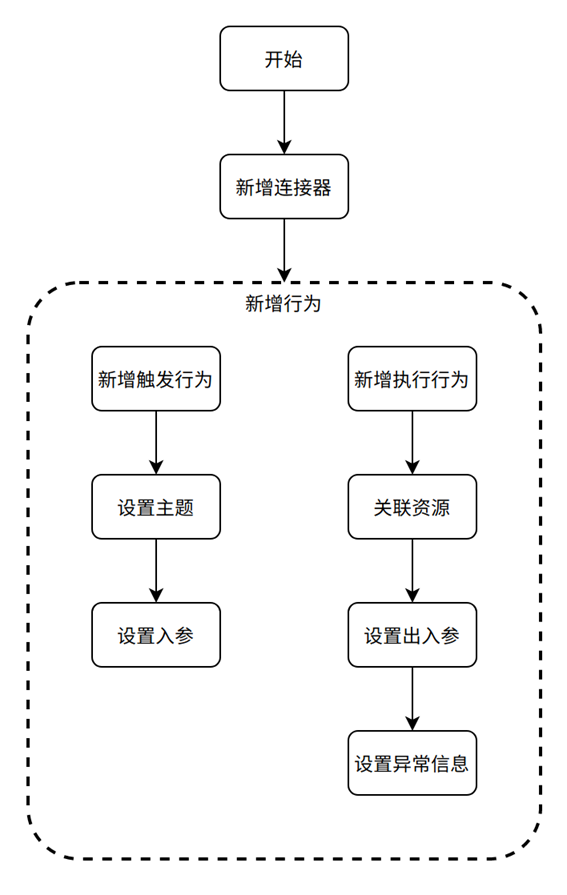 开始
新增连接器
新增行为
新增触发行为
新增执行行为
设置主题
关联资源
设置入参
设置出入参
设置异常信息